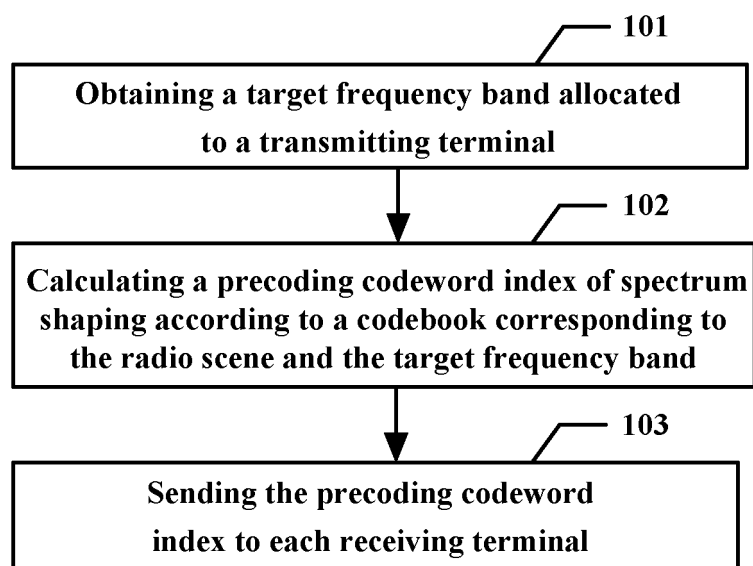 101
Obtaining a target frequency band allocated
to a transmitting terminal
102
Calculating a precoding codeword index of spectrum
shaping according to a codebook corresponding to
the radio scene and the target frequency band
103
Sending the precoding codeword
index to each receiving terminal